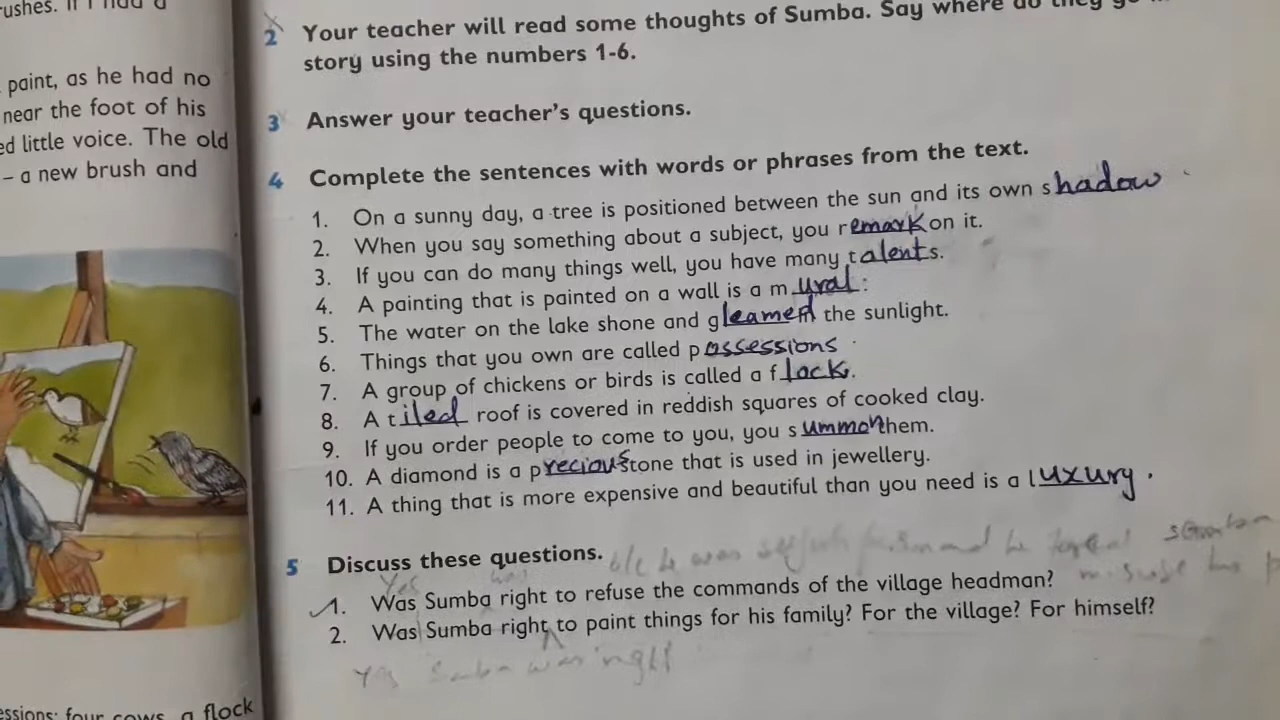 rushes. If I had a
paint, as he had no
near the foot of his
ed little voice. The old
– a new brush and
essions: four cows, a flock
2 Your teacher will read some thoughts of Sumba. Say where do they go in
story using the numbers 1-6.
3 Answer your teacher's questions.
4 Complete the sentences with words or phrases from the text.
1. On a sunny day, a tree is positioned between the sun and its own shadow
2. When you say something about a subject, you remark on it.
3. If you can do many things well, you have many talents.
4. A painting that is painted on a wall is a mural.
5. The water on the lake shone and gleamed in the sunlight.
6. Things that you own are called possessions.
7. A group of chickens or birds is called a flock.
8. A tiled roof is covered in reddish squares of cooked clay.
9. If you order people to come to you, you summon them.
10. A diamond is a precious stone that is used in jewellery.
11. A thing that is more expensive and beautiful than you need is a luxury.
5 Discuss these questions. b/c he was selfish
Yes
1. Was Sumba right to refuse the commands of the village headman?
2. Was Sumba right to paint things for his family? For the village? For himself?
Yes Sumba was right